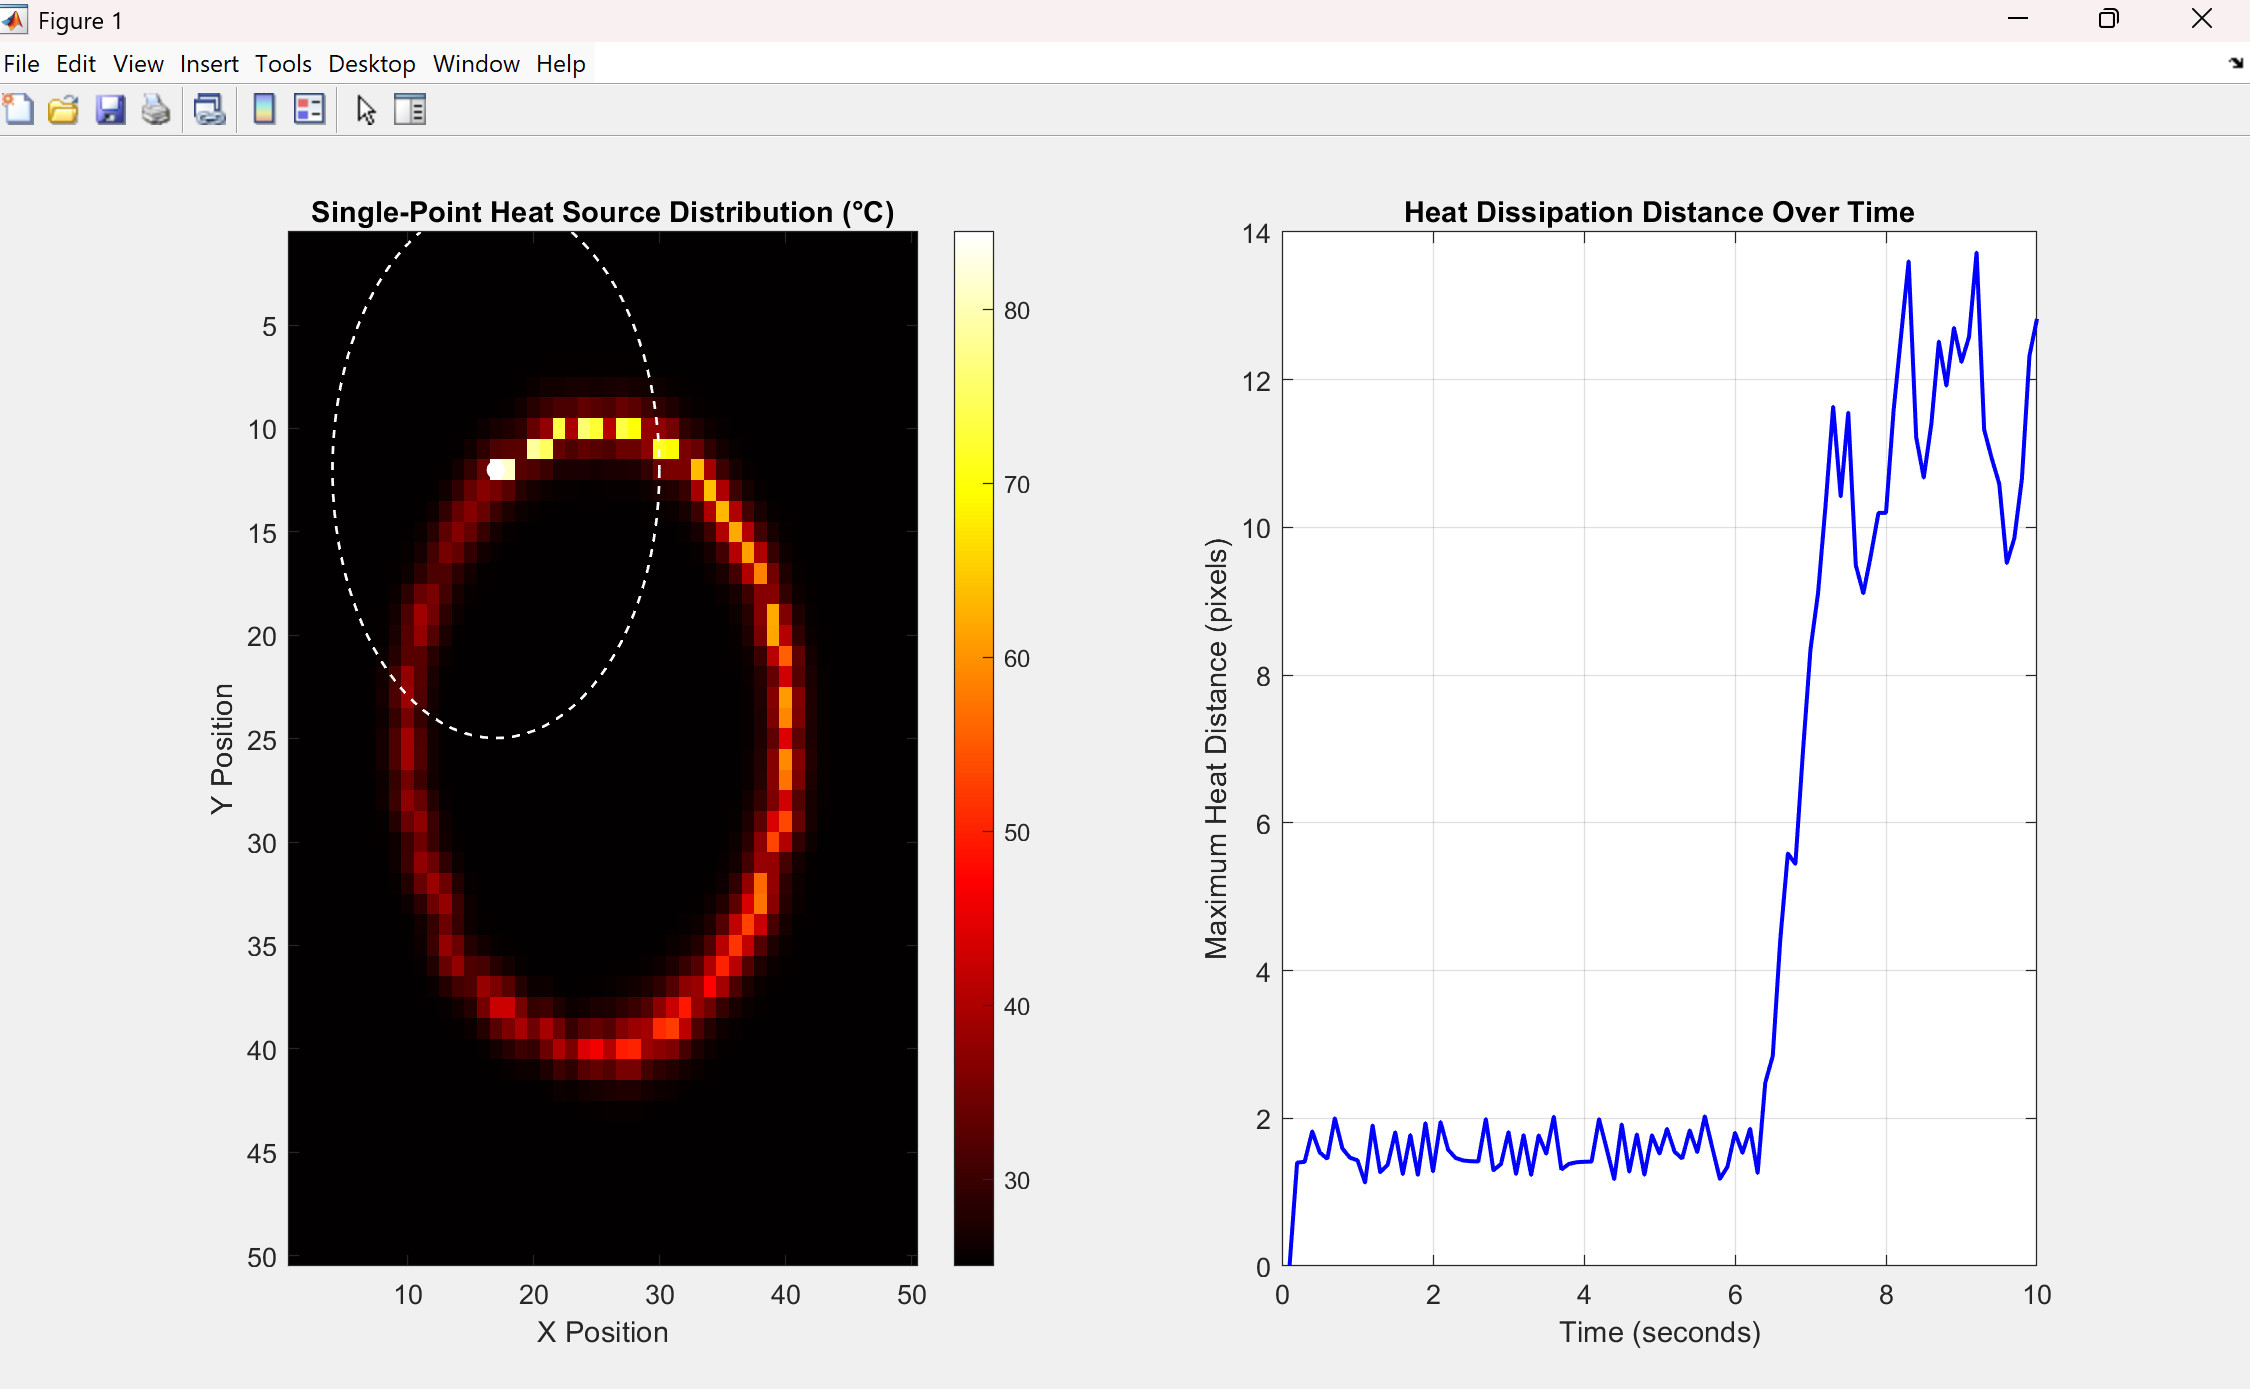 Figure 1
File Edit View Insert Tools Desktop Window Help
Single-Point Heat Source Distribution (°C)
5
10
15
20
25
30
35
40
45
50
Y Position
10 20 30 40 50
X Position
80
70
60
50
40
30
Heat Dissipation Distance Over Time
14
12
10
8
6
4
2
0
Maximum Heat Distance (pixels)
0 2 4 6 8 10
Time (seconds)